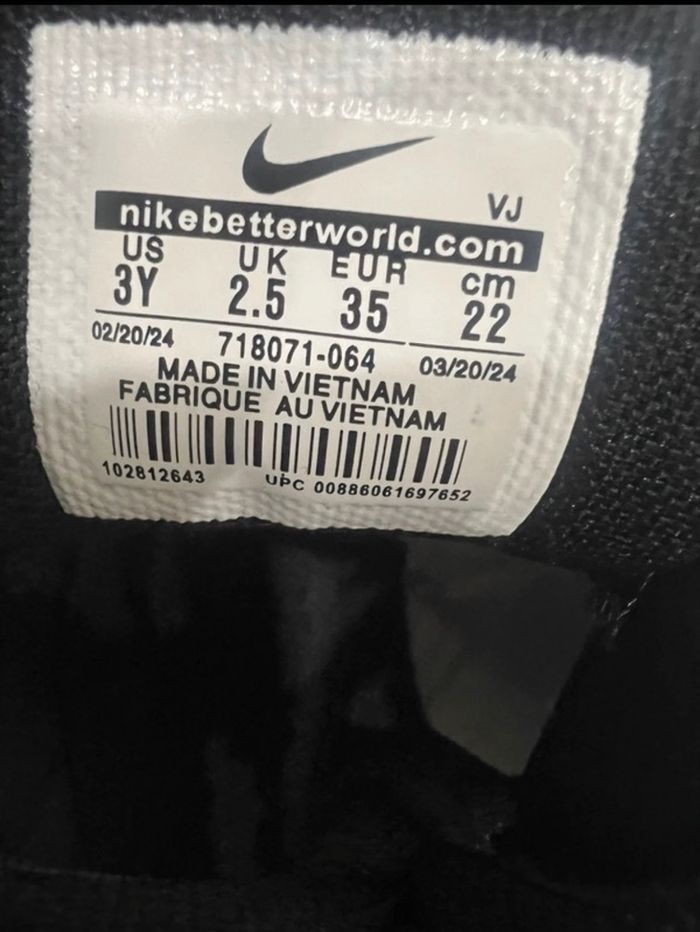 VJ
nikebetterworld.com
US UK EUR cm
3Y 2.5 35 22
02/20/24 718071-064 03/20/24
MADE IN VIETNAM
FABRIQUE AU VIETNAM
102812643 UPC 00886061697652